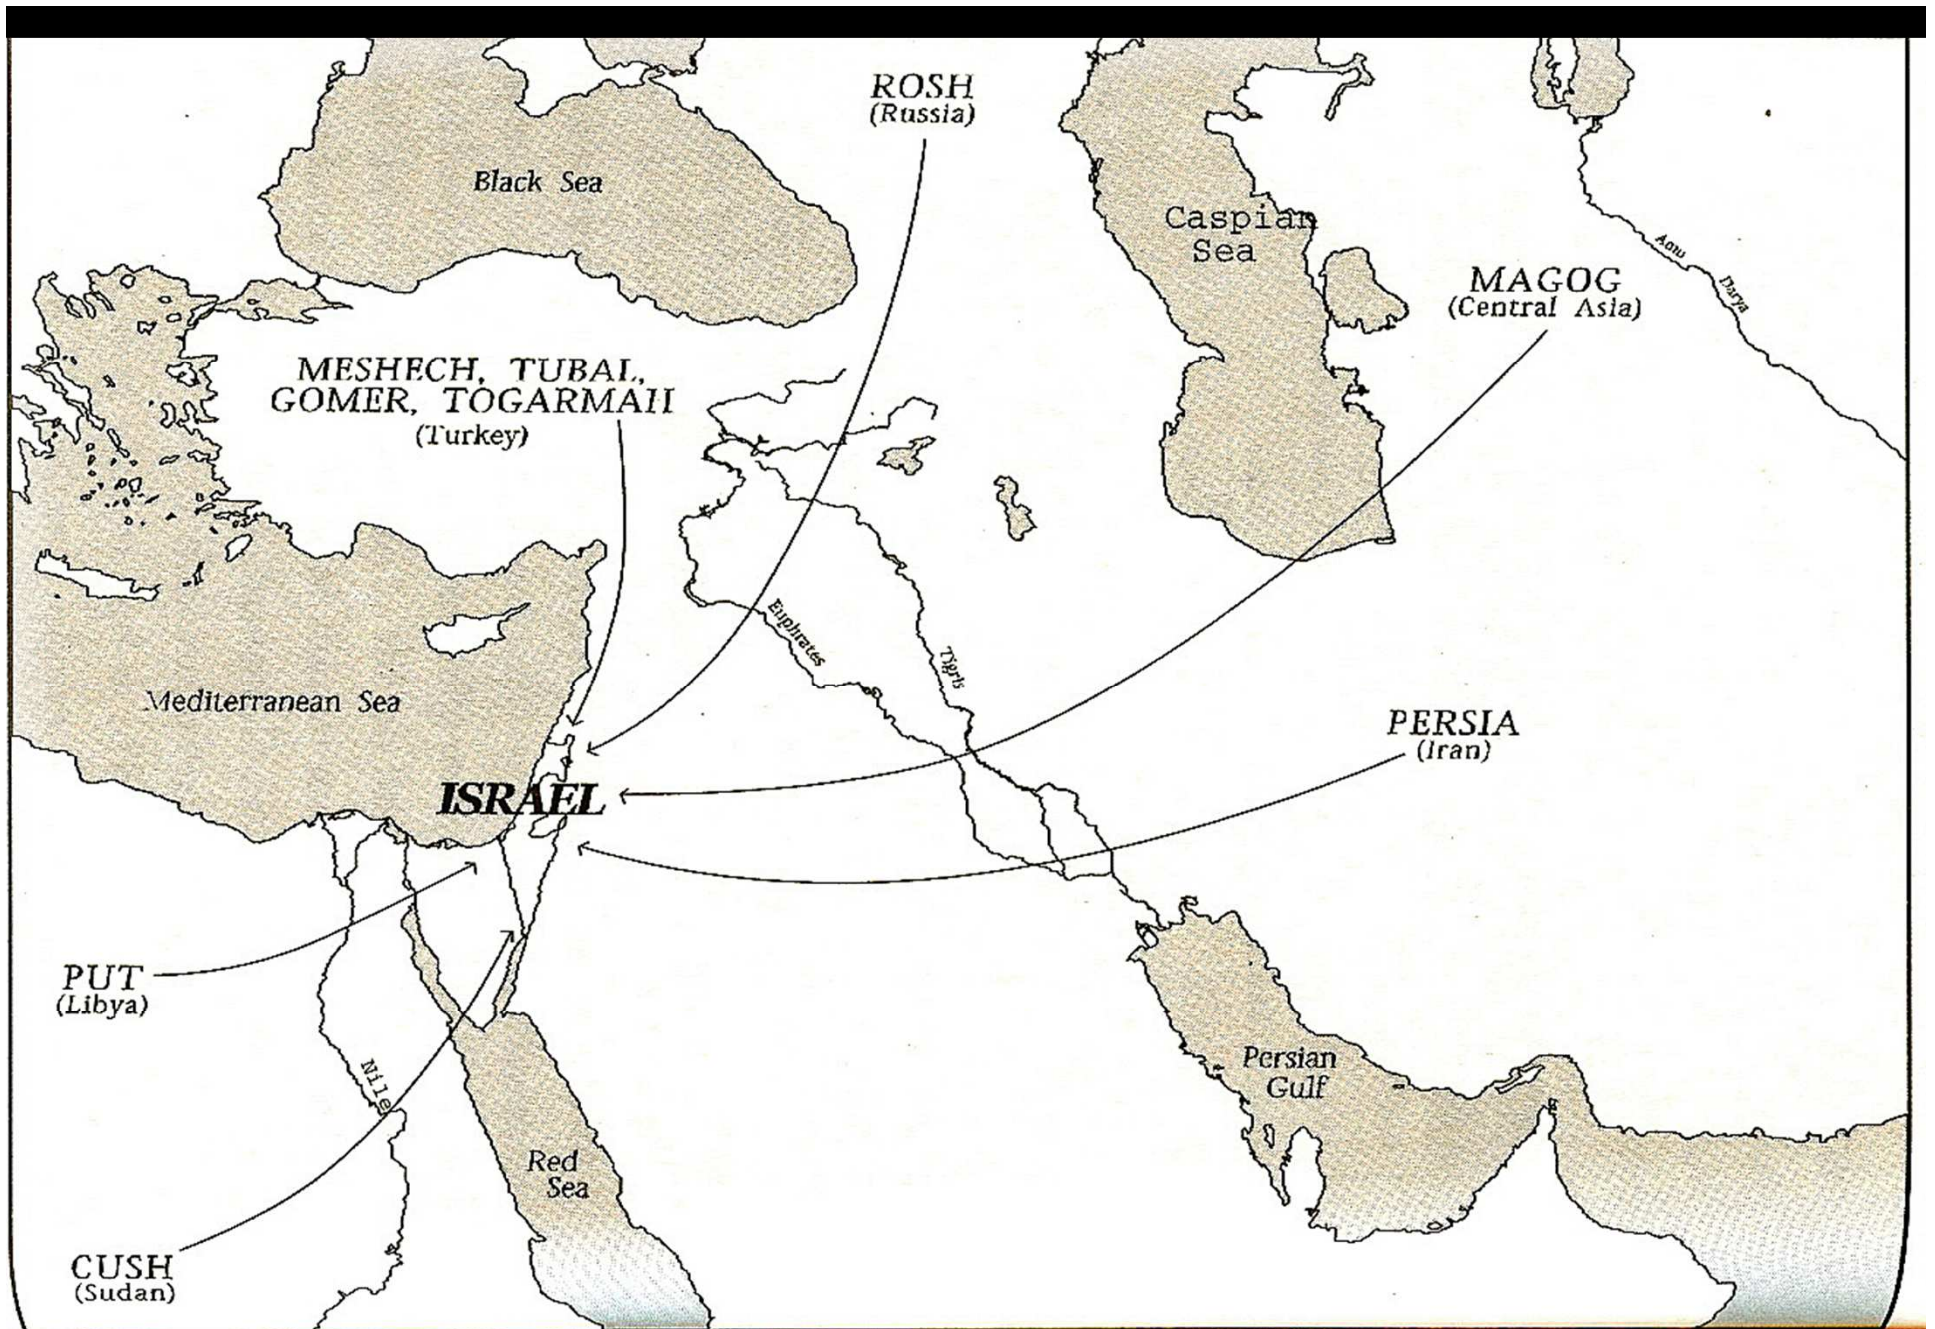 ROSH
(Russia)
Black Sea
Caspian
Sea
Amu
Darya
MAGOG
(Central Asia)
MESHECH, TUBAL,
GOMER, TOGARMAH
(Turkey)
Euphrates
Tigris
Mediterranean Sea
PERSIA
(Iran)
ISRAEL
PUT
(Libya)
Nile
Persian
Gulf
Red
Sea
CUSH
(Sudan)